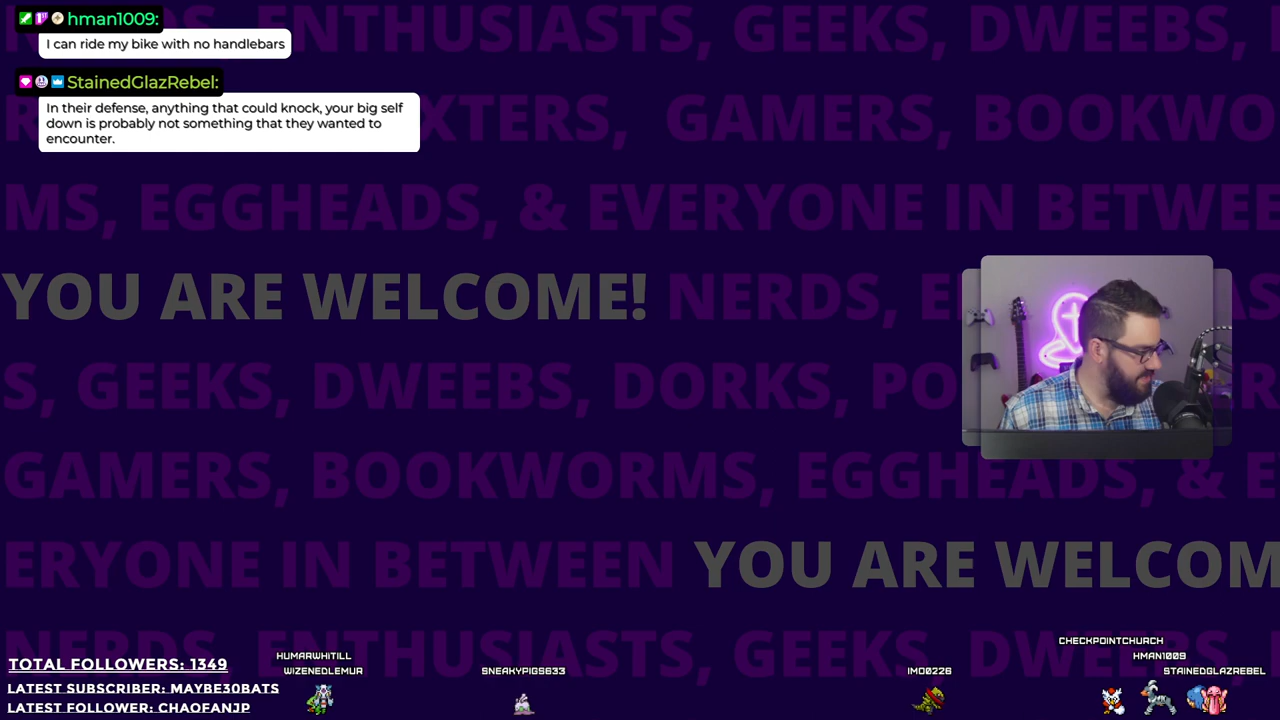 hman1009:
I can ride my bike with no handlebars
StainedGlazRebel:
In their defense, anything that could knock, your big self
down is probably not something that they wanted to
encounter.
ENTHUSIASTS, GEEKS, DWEEBS,
XTERS, GAMERS, BOOKWO
MS, EGGHEADS, & EVERYONE IN BETWEE
YOU ARE WELCOME! NERDS,
S, GEEKS, DWEEBS, DORKS, PO
GAMERS, BOOKWORMS, EGGHEADS, & E
ERYONE IN BETWEEN YOU ARE WELCOM
NERDS, ENTHUSIASTS, GEEKS, DWEEBS,
CHECKPOINTCHURCH
HUMARWHITILL
HMAN1009
TOTAL FOLLOWERS: 1349
WIZENEDLEMUR
SNEAKYPIGS633
IMO0226
STAINEDGLAZREBEL
LATEST SUBSCRIBER: MAYBE30BATS
LATEST FOLLOWER: CHAOFANJP